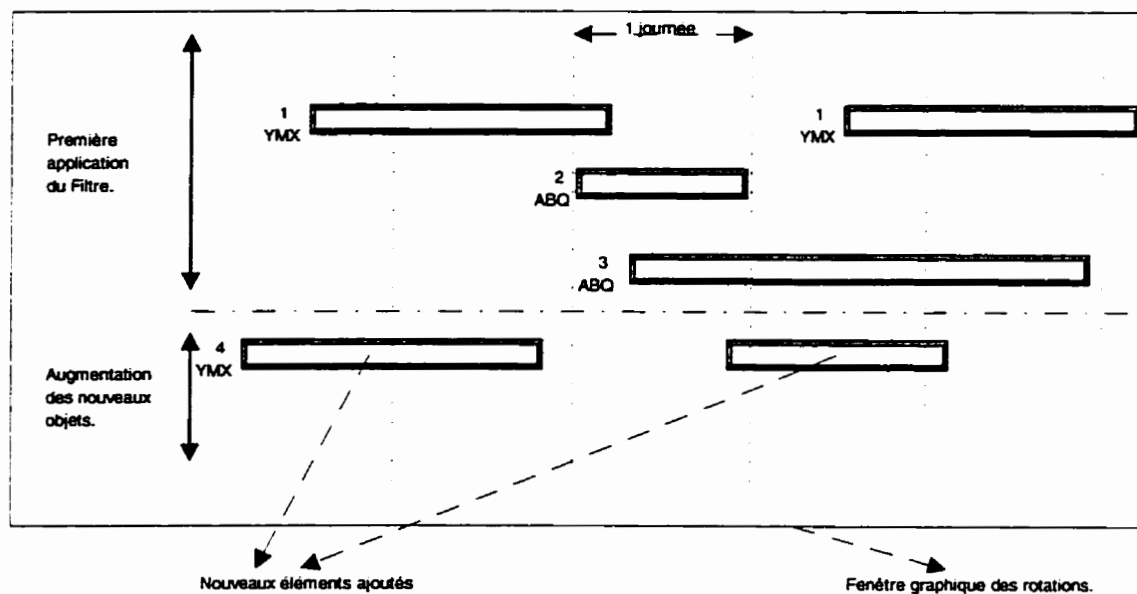 1 journee
1
YMX
1
YMX
Première
application
du Filtre.
2
ABQ
3
ABQ
4
YMX
Augmentation
des nouveaux
objets.
Nouveaux éléments ajoutés
Fenêtre graphique des rotations.